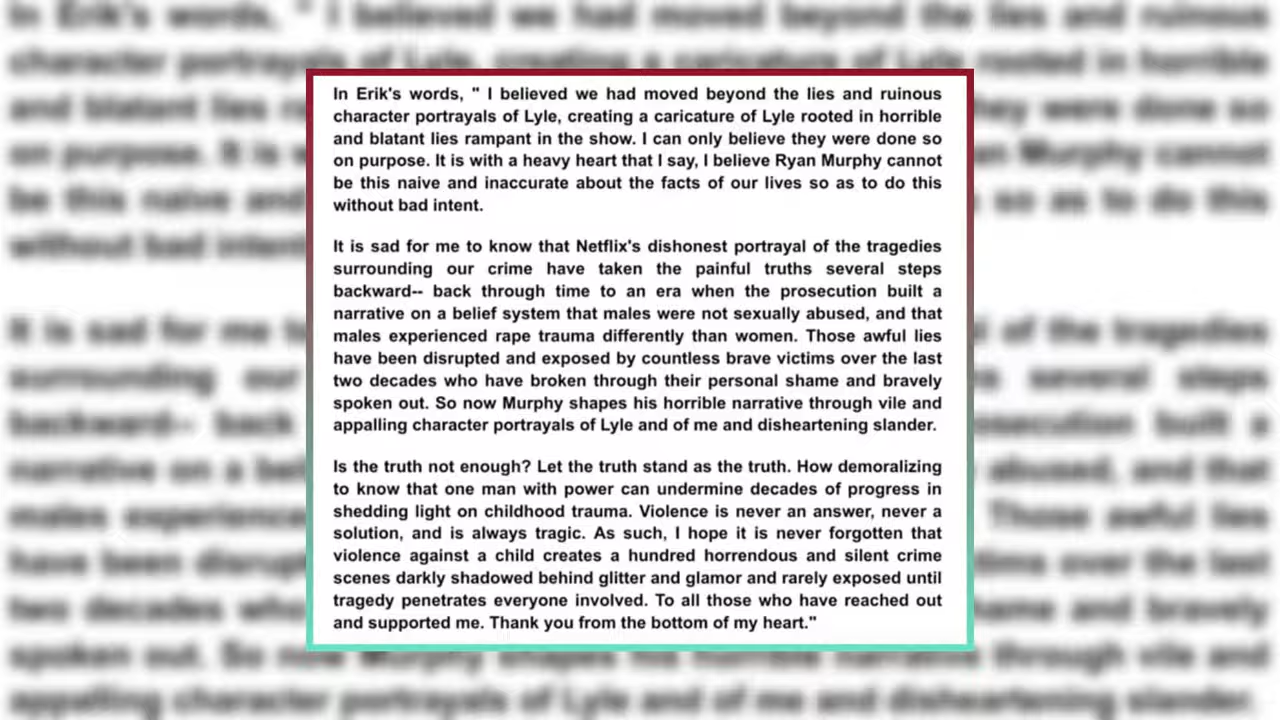 In Erik's words, " I believed we had moved beyond the lies and ruinous
character portrayals of Lyle, creating a caricature of Lyle rooted in horrible
and blatant lies rampant in the show. I can only believe they were done so
on purpose. It is with a heavy heart that I say, I believe Ryan Murphy cannot
be this naive and inaccurate about the facts of our lives so as to do this
without bad intent.
It is sad for me to know that Netflix's dishonest portrayal of the tragedies
surrounding our crime have taken the painful truths several steps
backward-- back through time to an era when the prosecution built a
narrative on a belief system that males were not sexually abused, and that
males experienced rape trauma differently than women. Those awful lies
have been disrupted and exposed by countless brave victims over the last
two decades who have broken through their personal shame and bravely
spoken out. So now Murphy shapes his horrible narrative through vile and
appalling character portrayals of Lyle and of me and disheartening slander.
Is the truth not enough? Let the truth stand as the truth. How demoralizing
to know that one man with power can undermine decades of progress in
shedding light on childhood trauma. Violence is never an answer, never a
solution, and is always tragic. As such, I hope it is never forgotten that
violence against a child creates a hundred horrendous and silent crime
scenes darkly shadowed behind glitter and glamor and rarely exposed until
tragedy penetrates everyone involved. To all those who have reached out
and supported me. Thank you from the bottom of my heart."